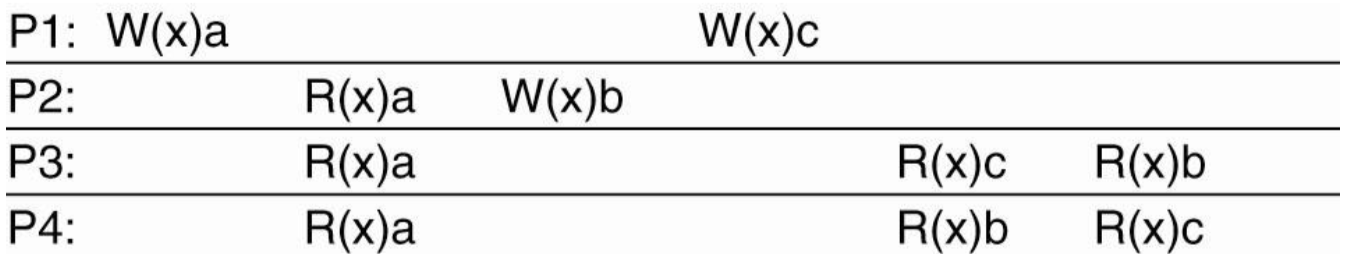 P1: W(x)a W(x)c
P2: R(x)a W(x)b
P3: R(x)a R(x)c R(x)b
P4: R(x)a R(x)b R(x)c